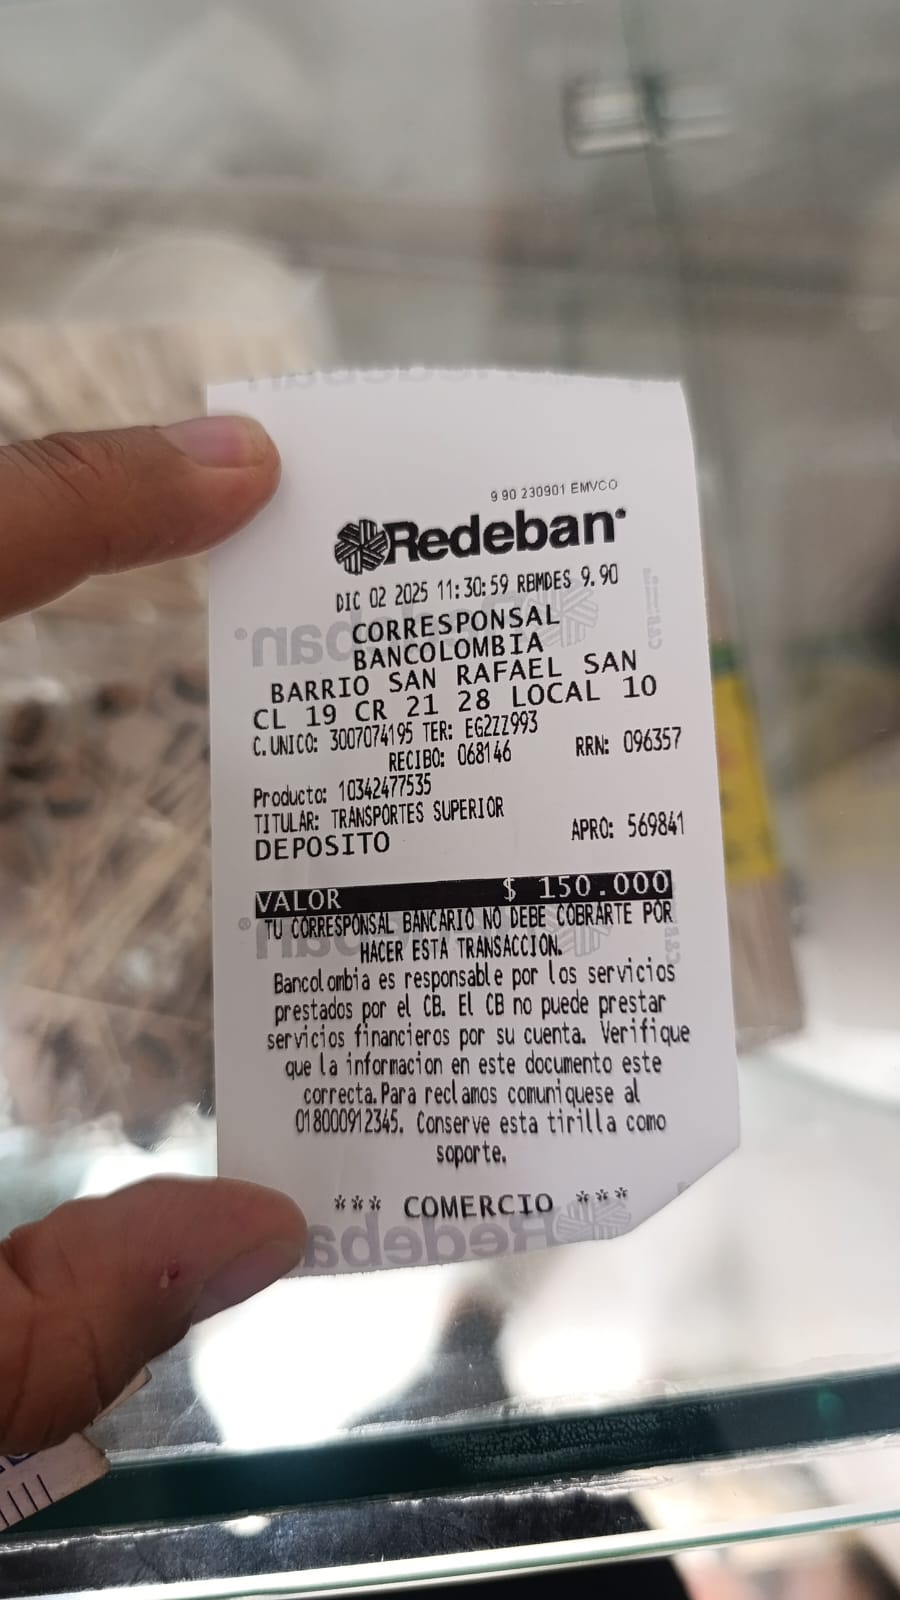 9 90 230901 EMVCO
Redeban
DIC 02 2025 11:30:59 RBMDES 9.90
CORRESPONSAL
BANCOLOMBIA
BARRIO SAN RAFAEL SAN
CL 19 CR 21 28 LOCAL 10
C.UNICO: 3007074195 TER: EG2ZZ993
RECIBO: 068146 RRN: 096357
Producto: 10342477535
TITULAR: TRANSPORTES SUPERIOR
DEPOSITO APRO: 569841
VALOR $ 150.000
TU CORRESPONSAL BANCARIO NO DEBE COBRARTE POR
HACER ESTA TRANSACCION.
Bancolombia es responsable por los servicios
prestados por el CB. El CB no puede prestar
servicios financieros por su cuenta. Verifique
que la informacion en este documento este
correcta.Para reclamos comuniquese al
018000912345. Conserve esta tirilla como
soporte.
*** COMERCIO ***